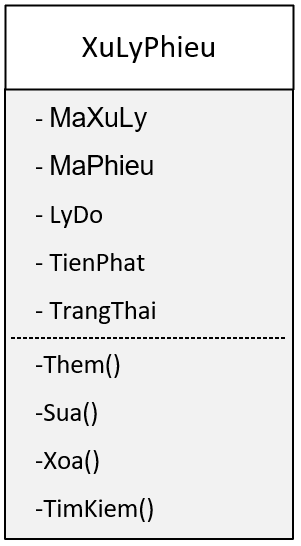 XuLyPhieu
- MaXuLy
- MaPhieu
- LyDo
- TienPhat
- TrangThai
-Them()
-Sua()
-Xoa()
-TimKiem()